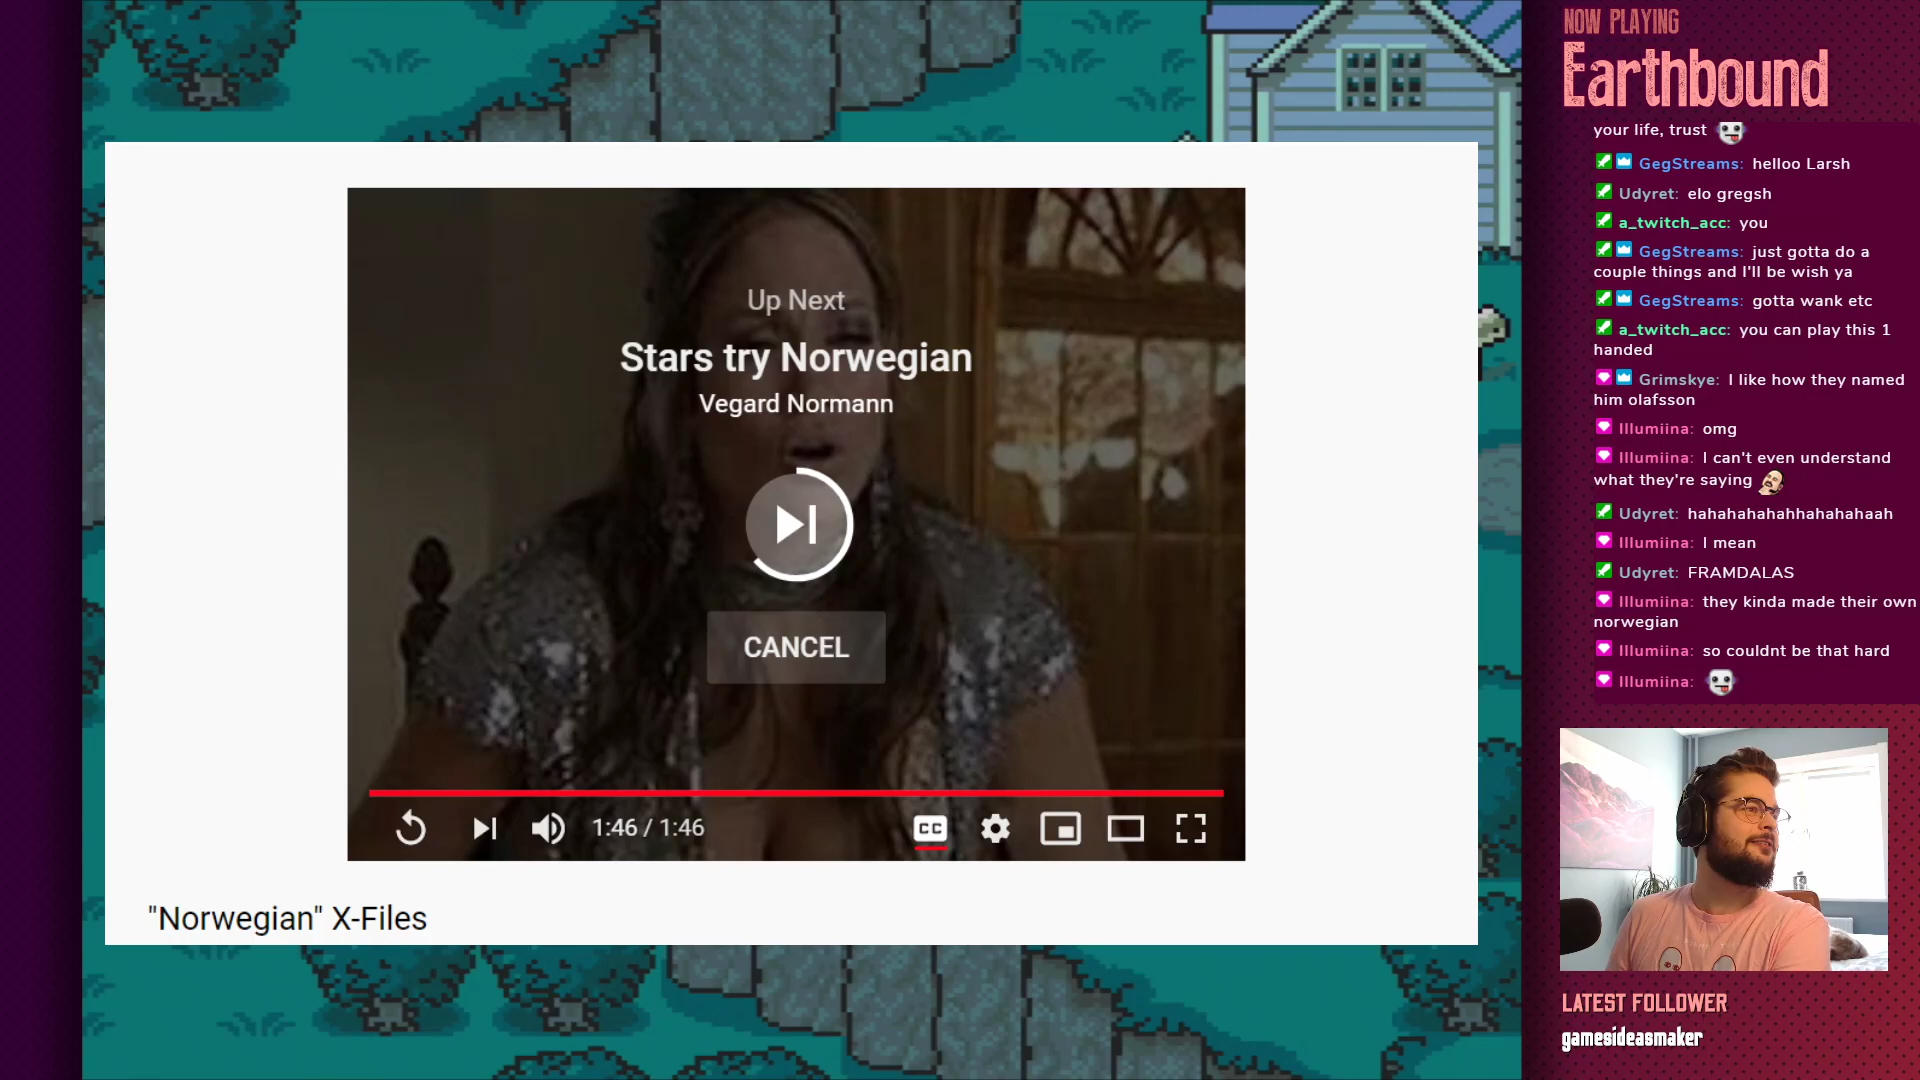 NOW PLAYING
Earthbound
your life, trust
GegStreams: helloo Larsh
Udyret: elo gregsh
a_twitch_acc: you
GegStreams: just gotta do a
couple things and I'll be wish ya
GegStreams: gotta wank etc
a_twitch_acc: you can play this 1
handed
Grimskye: I like how they named
him olafsson
Illumiina: omg
Illumiina: I can't even understand
what they're saying
Udyret: hahahahahahhahahahaah
Illumiina: I mean
Udyret: FRAMDALAS
Illumiina: they kinda made their own
norwegian
Illumiina: so couldnt be that hard
Illumiina:
Up Next
Stars try Norwegian
Vegard Normann
CANCEL
1:46 / 1:46
CC
"Norwegian" X-Files
LATEST FOLLOWER
gamesideasmaker